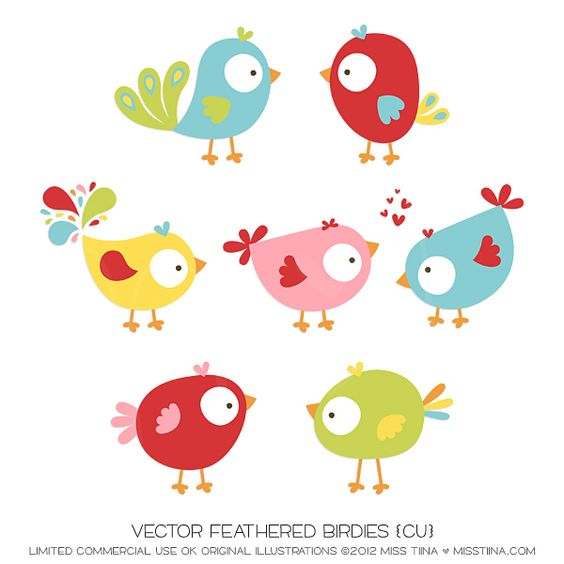 VECTOR FEATHERED BIRDIES {CU}
LIMITED COMMERCIAL USE OK ORIGINAL ILLUSTRATIONS ©2012 MISS TIINA ♥ MISSTIINA.COM